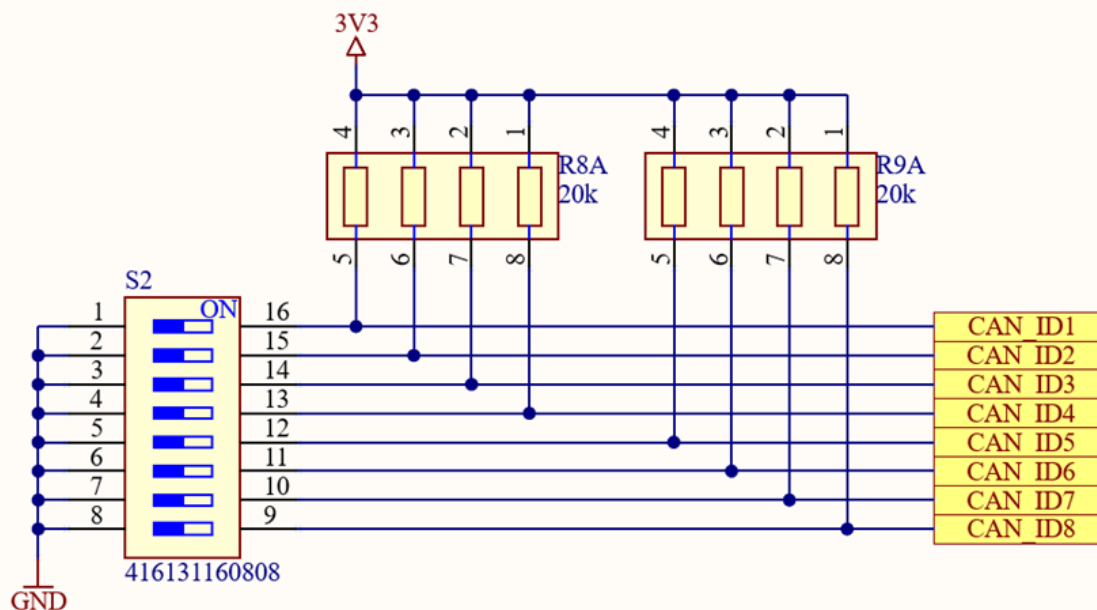 3V3
4 3 2 1 4 3 2 1
R8A
20k
R9A
20k
5 6 7 8 5 6 7 8
S2
ON
1 16 CAN_ID1
2 15 CAN_ID2
3 14 CAN_ID3
4 13 CAN_ID4
5 12 CAN_ID5
6 11 CAN_ID6
7 10 CAN_ID7
8 9 CAN_ID8
416131160808
GND